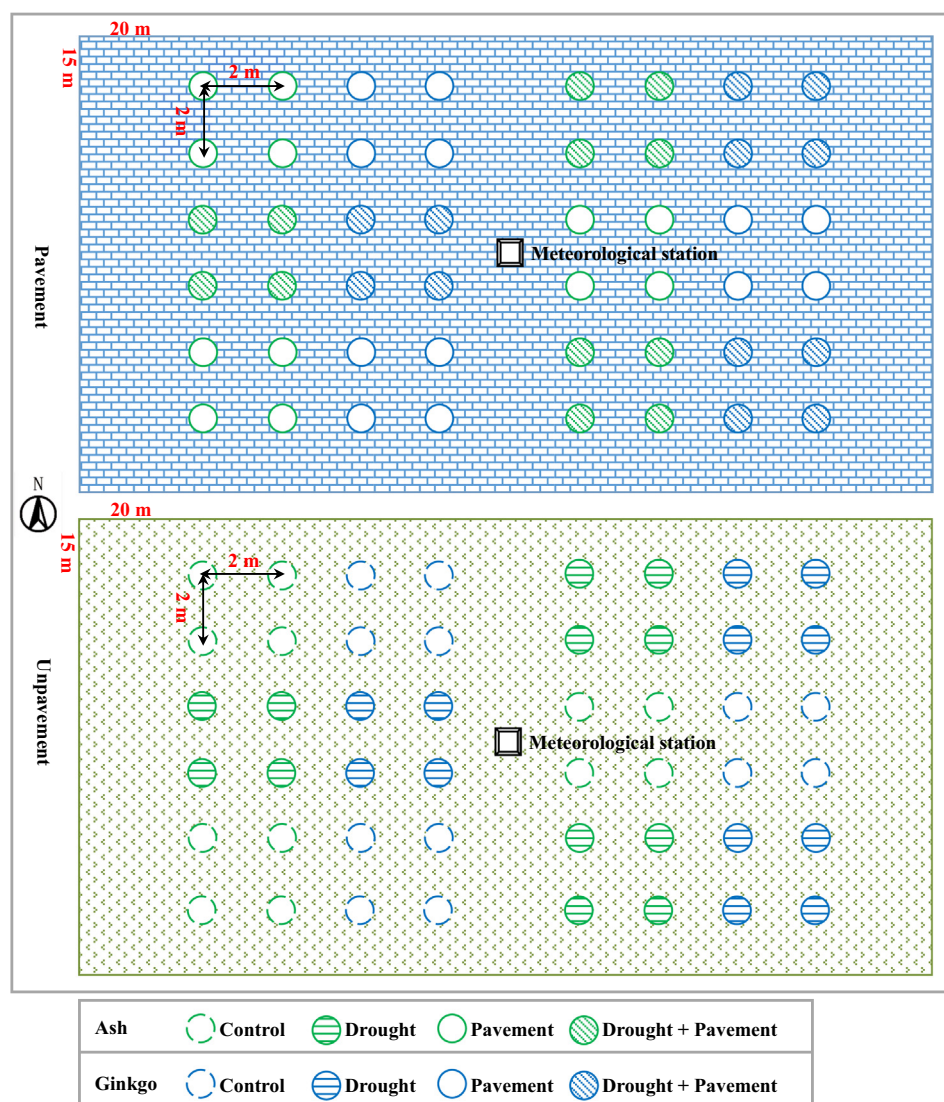 20 m
15 m
2 m
2 m
Meteorological station
Pavement
N
20 m
15 m
2 m
2 m
Meteorological station
Unpavement
Ash Control Drought Pavement Drought + Pavement
Ginkgo Control Drought Pavement Drought + Pavement